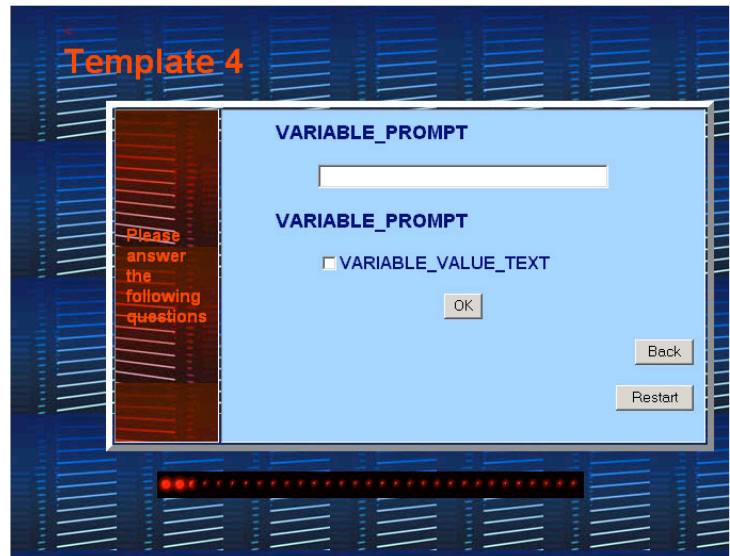 Template 4
VARIABLE_PROMPT
VARIABLE_PROMPT
Please
answer
the
following
questions
VARIABLE_VALUE_TEXT
OK
Back
Restart